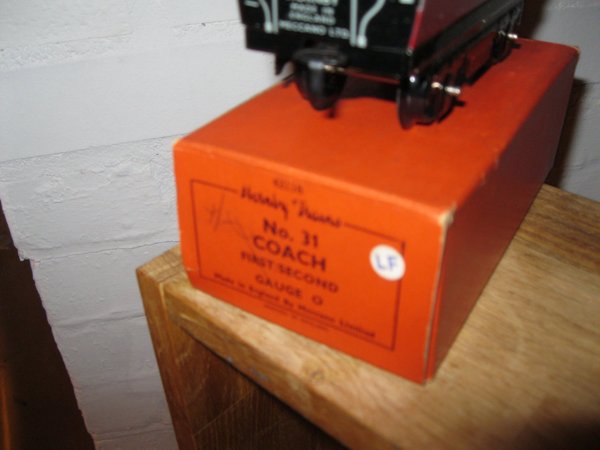 MADE IN
ENGLAND
MECCANO LTD
42118
Hornby Trains
No. 31
COACH
FIRST/SECOND
GAUGE O
Made in England By Meccano Limited
LF